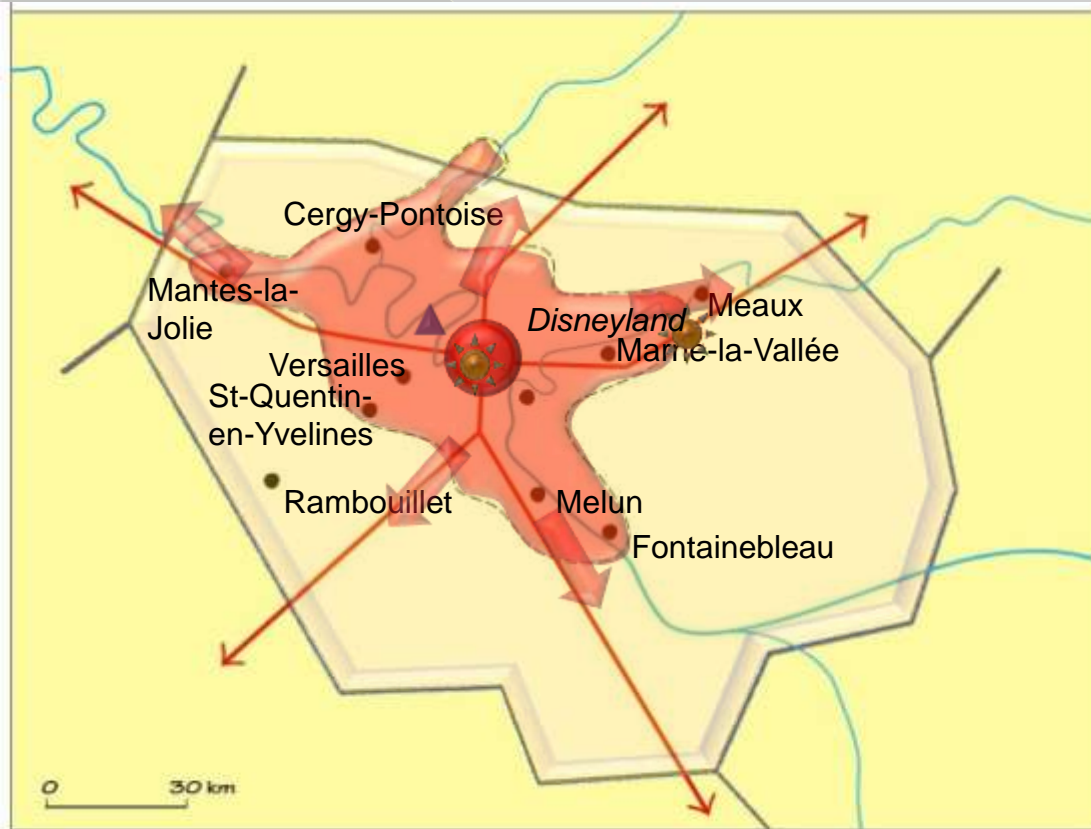 Cergy-Pontoise
Mantes-la-
Jolie
Disneyland
Meaux
Marne-la-Vallée
Versailles
St-Quentin-
en-Yvelines
Rambouillet
Melun
Fontainebleau
0 30 km